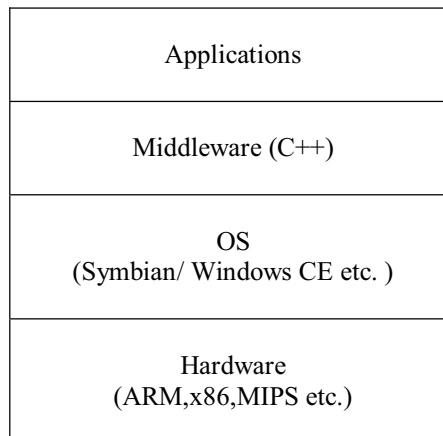 Applications
Middleware (C++)
OS
(Symbian/ Windows CE etc. )
Hardware
(ARM,x86,MIPS etc.)